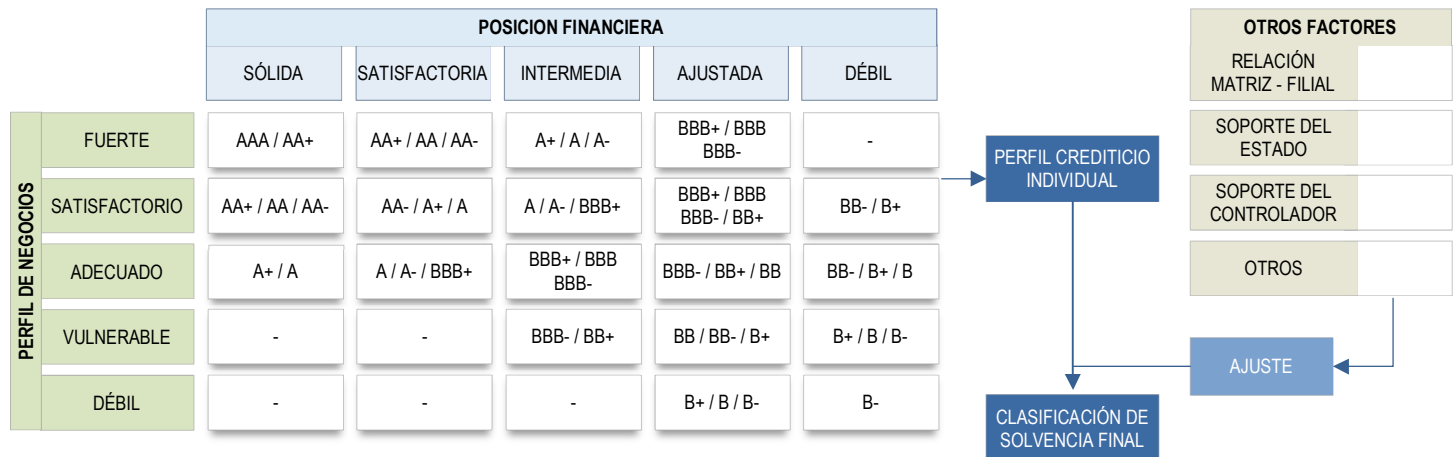 POSICION FINANCIERA
SÓLIDA
SATISFACTORIA
INTERMEDIA
AJUSTADA
DÉBIL
PERFIL DE NEGOCIOS
FUERTE
AAA / AA+
AA+ / AA / AA-
A+ / A / A-
BBB+ / BBB
BBB-
-
SATISFACTORIO
AA+ / AA / AA-
AA- / A+ / A
A / A- / BBB+
BBB+ / BBB
BBB- / BB+
BB- / B+
ADECUADO
A+ / A
A / A- / BBB+
BBB+ / BBB
BBB-
BBB- / BB+ / BB
BB- / B+ / B
VULNERABLE
-
-
BBB- / BB+
BB / BB- / B+
B+ / B / B-
DÉBIL
-
-
-
B+ / B / B-
B-
PERFIL CREDITICIO
INDIVIDUAL
CLASIFICACIÓN DE
SOLVENCIA FINAL
OTROS FACTORES
RELACIÓN
MATRIZ - FILIAL
SOPORTE DEL
ESTADO
SOPORTE DEL
CONTROLADOR
OTROS
AJUSTE